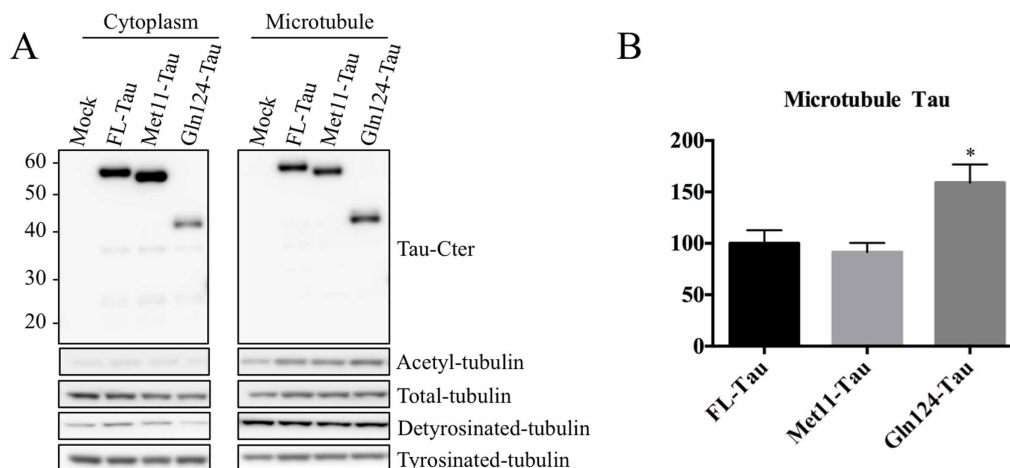 A
Cytoplasm
Microtubule
Mock
FL-Tau
Met11-Tau
Gln124-Tau
Mock
FL-Tau
Met11-Tau
Gln124-Tau
60
50
40
30
20
Tau-Cter
Acetyl-tubulin
Total-tubulin
Detyrosinated-tubulin
Tyrosinated-tubulin
B
Microtubule Tau
200
150
100
50
0
*
FL-Tau
Met11-Tau
Gln124-Tau